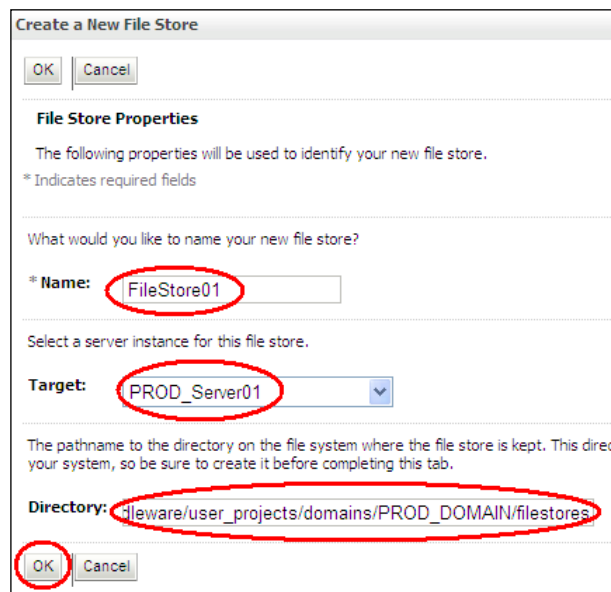 Create a New File Store
OK Cancel
File Store Properties
The following properties will be used to identify your new file store.
* Indicates required fields
What would you like to name your new file store?
* Name: FileStore01
Select a server instance for this file store.
Target: PROD_Server01
The pathname to the directory on the file system where the file store is kept. This direc
your system, so be sure to create it before completing this tab.
Directory: dleware/user_projects/domains/PROD_DOMAIN/filestores
OK Cancel